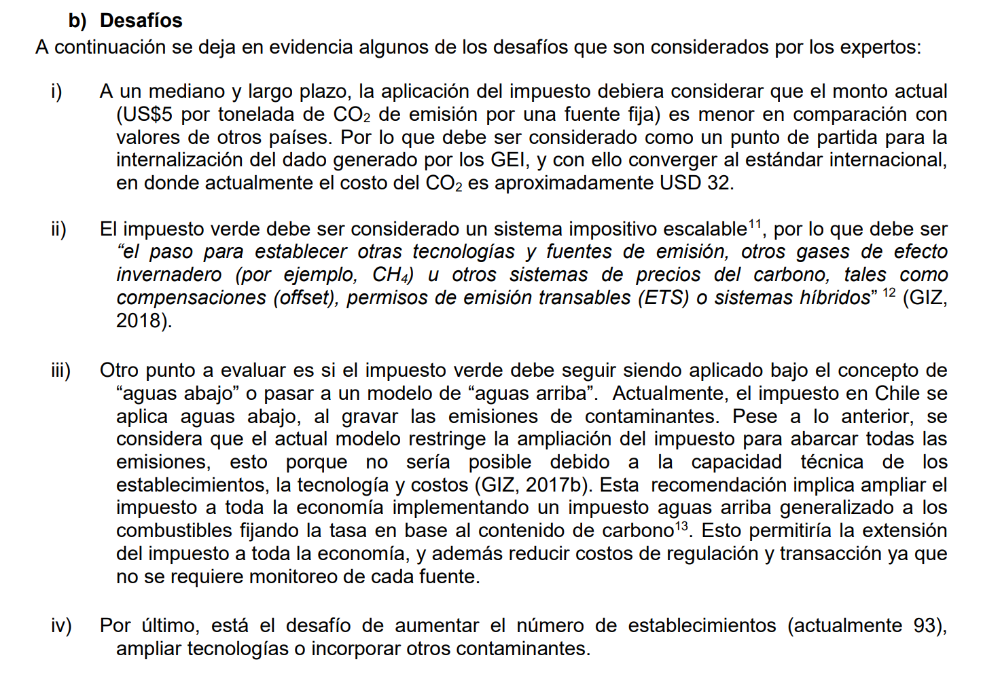 b) Desafíos
A continuación se deja en evidencia algunos de los desafíos que son considerados por los expertos:
i) A un mediano y largo plazo, la aplicación del impuesto debiera considerar que el monto actual
(US$5 por tonelada de CO₂ de emisión por una fuente fija) es menor en comparación con
valores de otros países. Por lo que debe ser considerado como un punto de partida para la
internalización del dado generado por los GEI, y con ello converger al estándar internacional,
en donde actualmente el costo del CO₂ es aproximadamente USD 32.
ii) El impuesto verde debe ser considerado un sistema impositivo escalable¹¹, por lo que debe ser
“el paso para establecer otras tecnologías y fuentes de emisión, otros gases de efecto
invernadero (por ejemplo, CH₄) u otros sistemas de precios del carbono, tales como
compensaciones (offset), permisos de emisión transables (ETS) o sistemas híbridos” ¹² (GIZ,
2018).
iii) Otro punto a evaluar es si el impuesto verde debe seguir siendo aplicado bajo el concepto de
“aguas abajo” o pasar a un modelo de “aguas arriba”. Actualmente, el impuesto en Chile se
aplica aguas abajo, al gravar las emisiones de contaminantes. Pese a lo anterior, se
considera que el actual modelo restringe la ampliación del impuesto para abarcar todas las
emisiones, esto porque no sería posible debido a la capacidad técnica de los
establecimientos, la tecnología y costos (GIZ, 2017b). Esta recomendación implica ampliar el
impuesto a toda la economía implementando un impuesto aguas arriba generalizado a los
combustibles fijando la tasa en base al contenido de carbono¹³. Esto permitiría la extensión
del impuesto a toda la economía, y además reducir costos de regulación y transacción ya que
no se requiere monitoreo de cada fuente.
iv) Por último, está el desafío de aumentar el número de establecimientos (actualmente 93),
ampliar tecnologías o incorporar otros contaminantes.